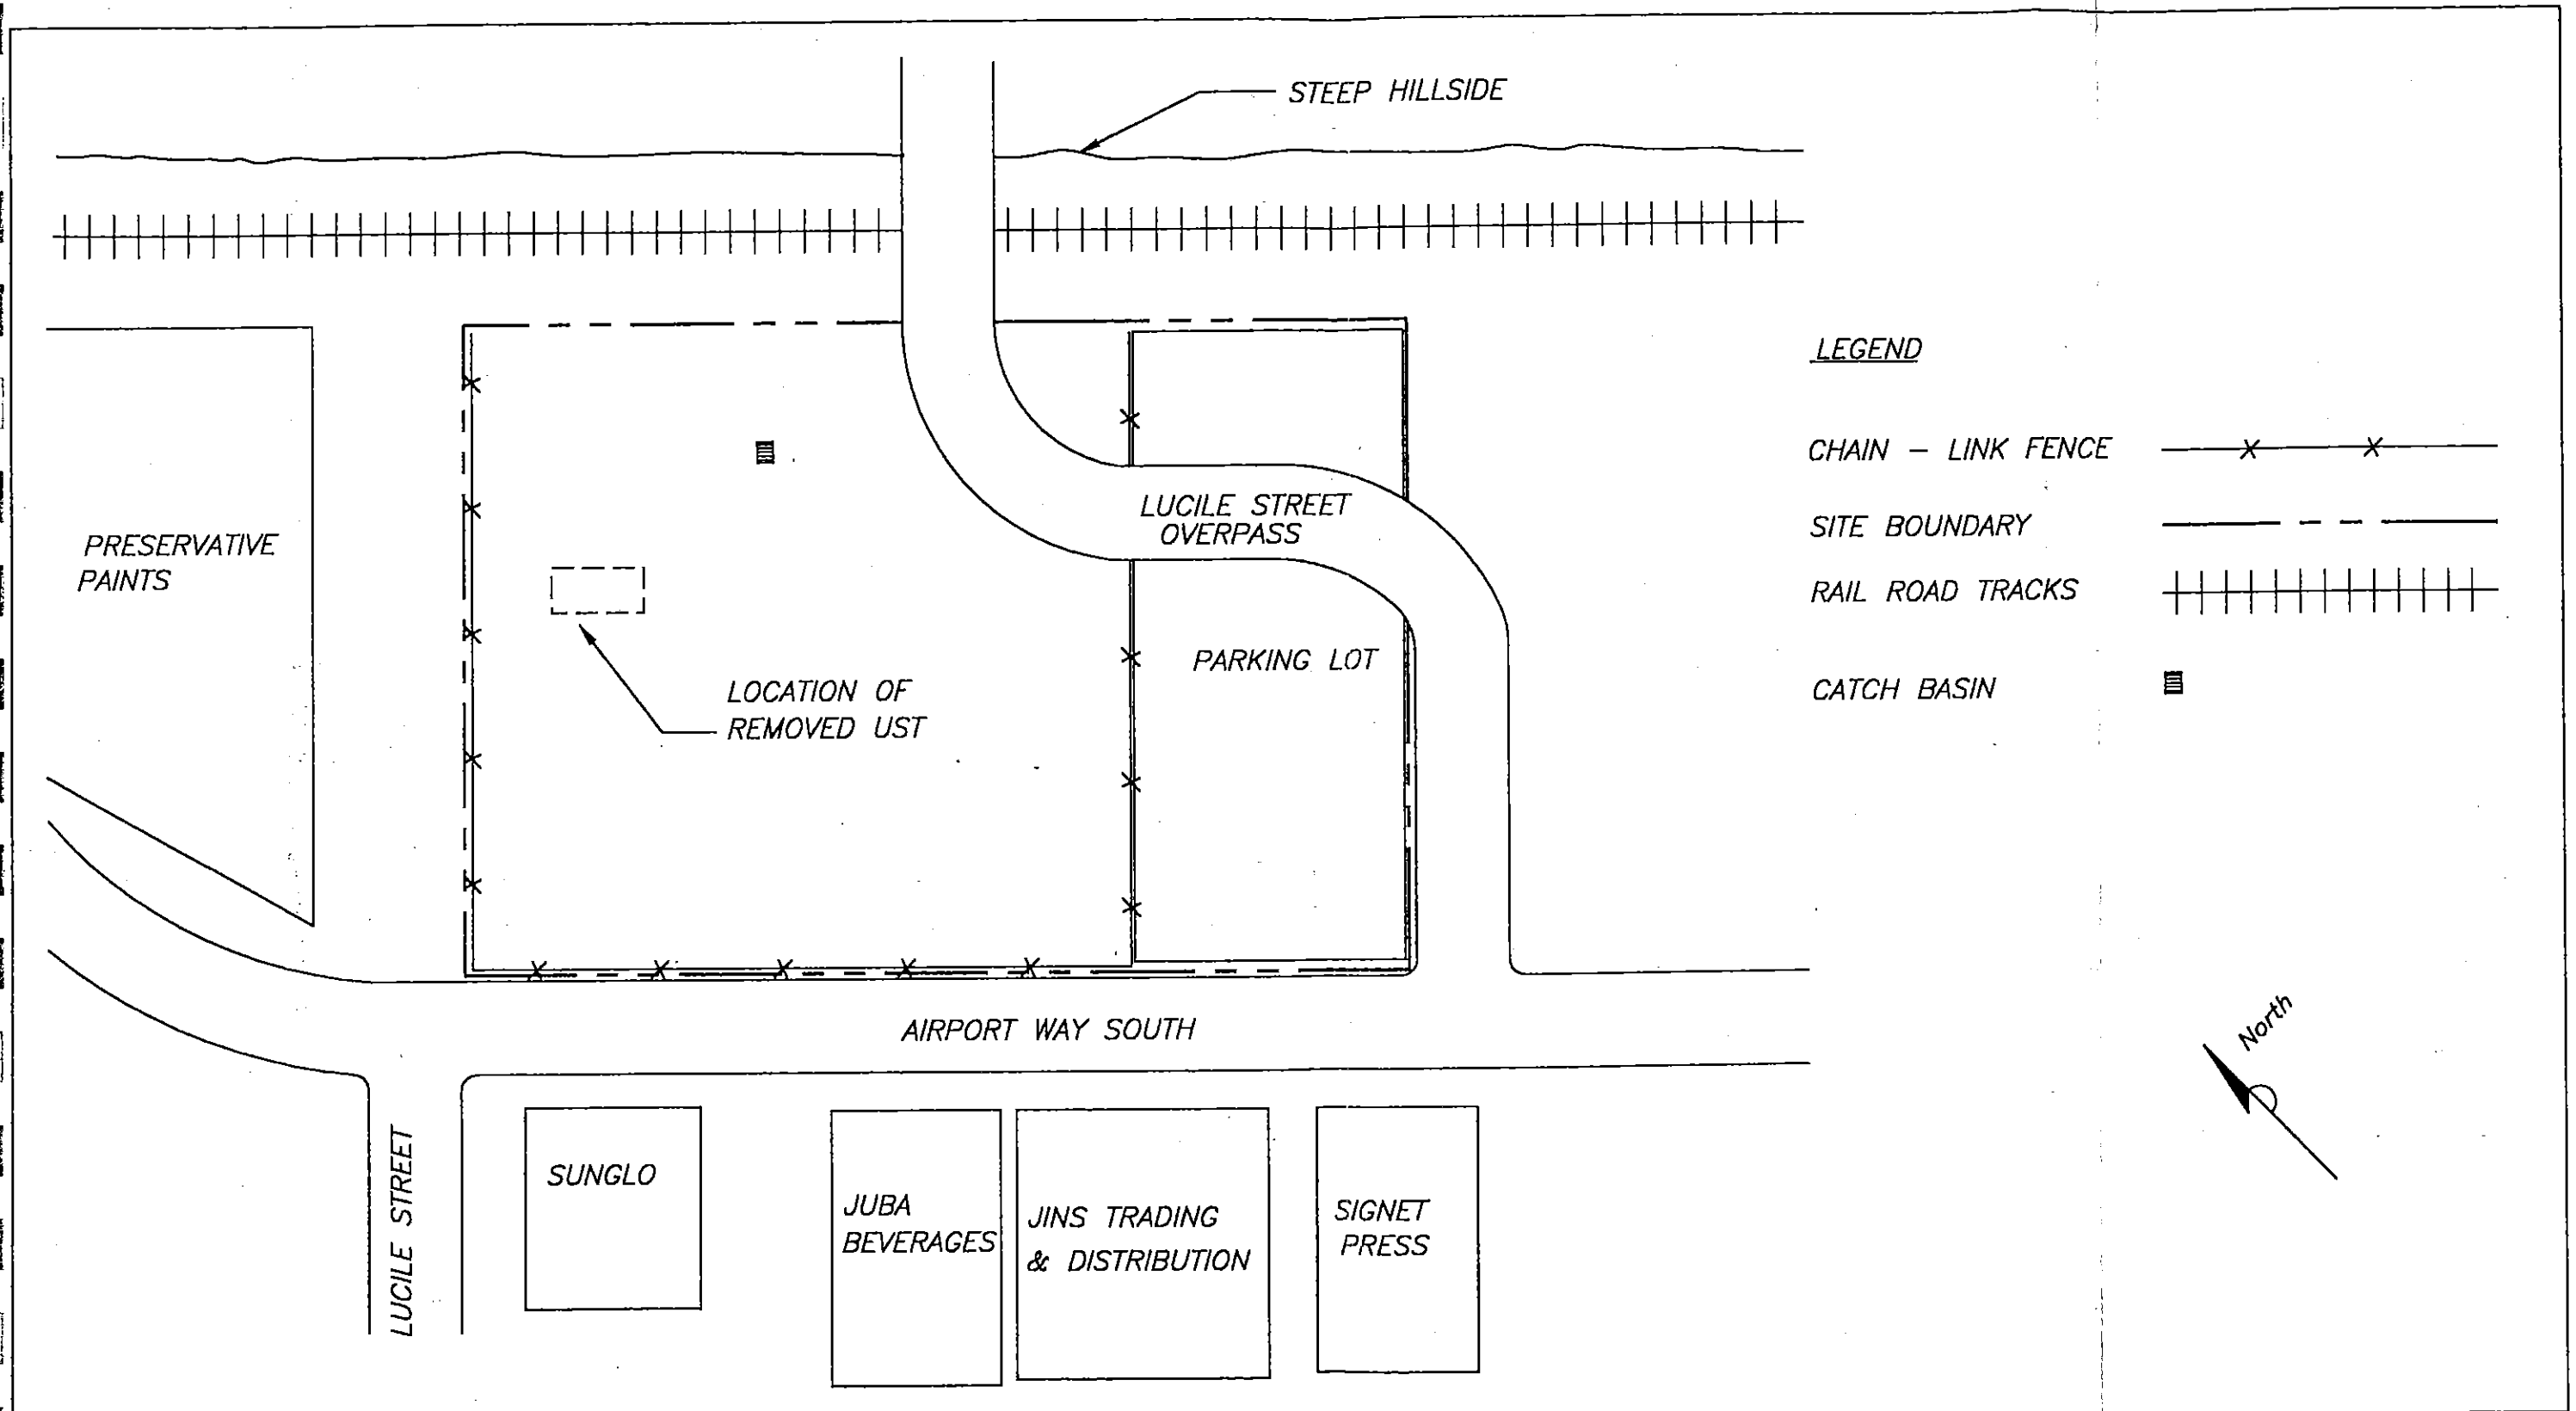 STEEP HILLSIDE
LEGEND
CHAIN – LINK FENCE
SITE BOUNDARY
RAIL ROAD TRACKS
CATCH BASIN
PRESERVATIVE
PAINTS
LUCILE STREET
OVERPASS
PARKING LOT
LOCATION OF
REMOVED UST
AIRPORT WAY SOUTH
North
LUCILE STREET
SUNGLO
JUBA
BEVERAGES
JINS TRADING
& DISTRIBUTION
SIGNET
PRESS